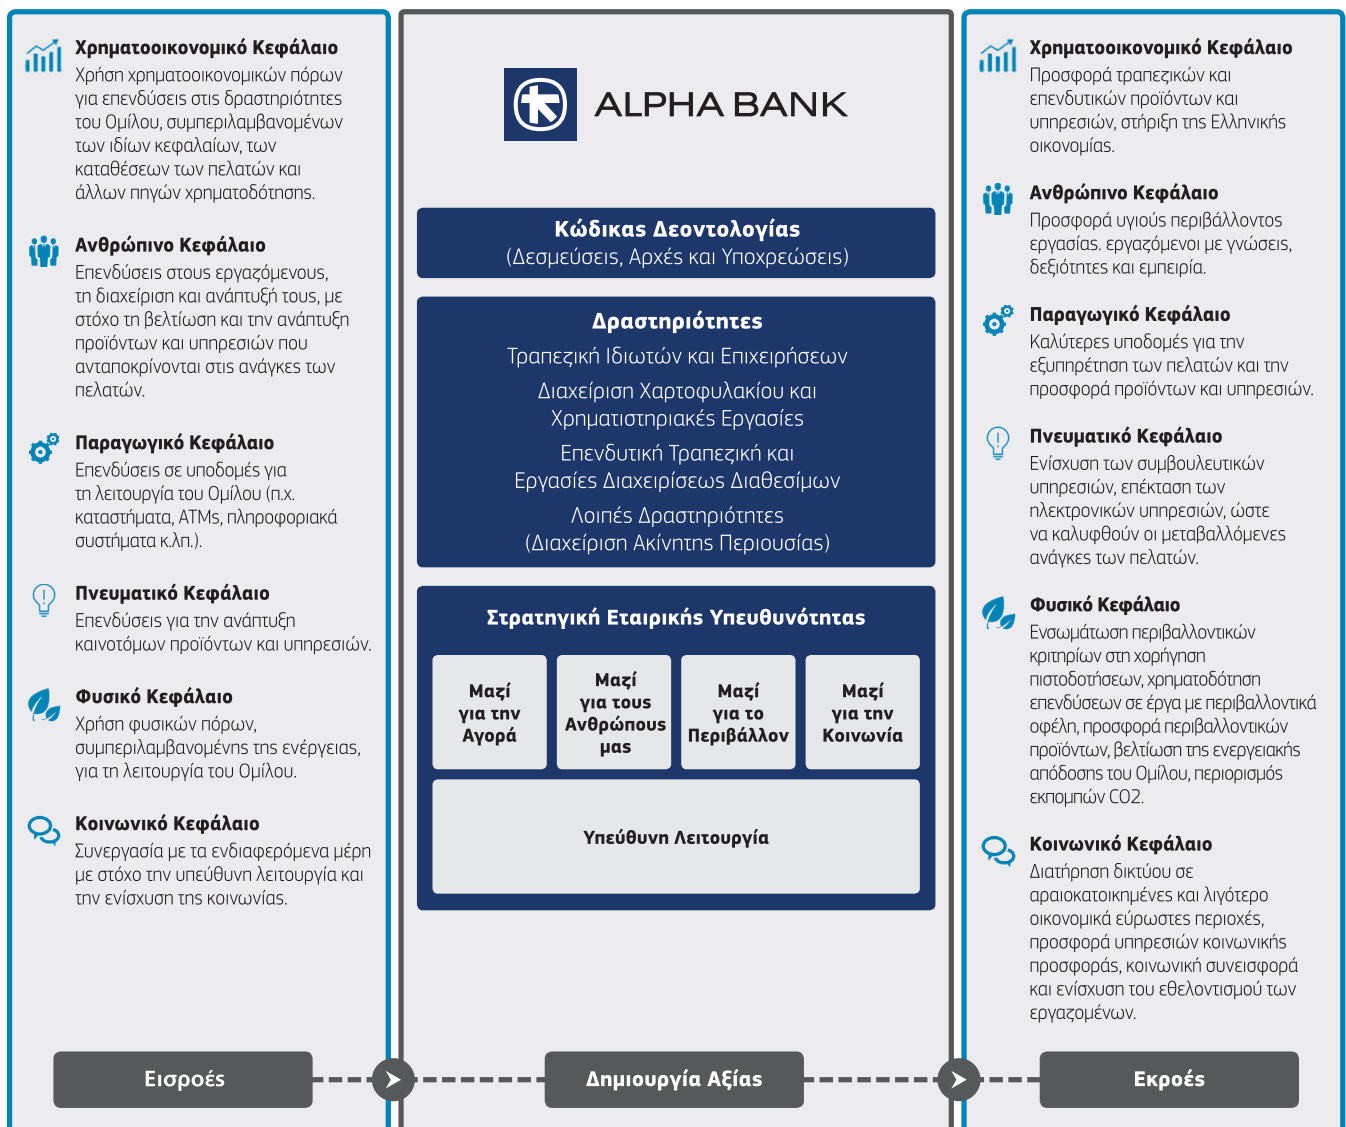 Χρηματοοικονομικό Κεφάλαιο
Χρήση χρηματοοικονομικών πόρων
για επενδύσεις στις δραστηριότητες
του Ομίλου, συμπεριλαμβανομένων
των ιδίων κεφαλαίων, των
καταθέσεων των πελατών και
άλλων πηγών χρηματοδότησης.
Ανθρώπινο Κεφάλαιο
Επενδύσεις στους εργαζόμενους,
τη διαχείριση και ανάπτυξή τους, με
στόχο τη βελτίωση και την ανάπτυξη
προϊόντων και υπηρεσιών που
ανταποκρίνονται στις ανάγκες των
πελατών.
Παραγωγικό Κεφάλαιο
Επενδύσεις σε υποδομές για
τη λειτουργία του Ομίλου (π.χ.
καταστήματα, ATMs, πληροφοριακά
συστήματα κ.λπ.).
Πνευματικό Κεφάλαιο
Επενδύσεις για την ανάπτυξη
καινοτόμων προϊόντων και υπηρεσιών.
Φυσικό Κεφάλαιο
Χρήση φυσικών πόρων,
συμπεριλαμβανομένης της ενέργειας,
για τη λειτουργία του Ομίλου.
Κοινωνικό Κεφάλαιο
Συνεργασία με τα ενδιαφερόμενα μέρη
με στόχο την υπεύθυνη λειτουργία και
την ενίσχυση της κοινωνίας.
Εισροές
ALPHA BANK
Κώδικας Δεοντολογίας
(Δεσμεύσεις, Αρχές και Υποχρεώσεις)
Δραστηριότητες
Τραπεζική Ιδιωτών και Επιχειρήσεων
Διαχείριση Χαρτοφυλακίου και
Χρηματιστηριακές Εργασίες
Επενδυτική Τραπεζική και
Εργασίες Διαχειρίσεως Διαθεσίμων
Λοιπές Δραστηριότητες
(Διαχείριση Ακίνητης Περιουσίας)
Στρατηγική Εταιρικής Υπευθυνότητας
Μαζί
για την
Αγορά
Μαζί
για τους
Ανθρώπους
μας
Μαζί
για το
Περιβάλλον
Μαζί
για την
Κοινωνία
Υπεύθυνη Λειτουργία
Δημιουργία Αξίας
Χρηματοοικονομικό Κεφάλαιο
Προσφορά τραπεζικών και
επενδυτικών προϊόντων και
υπηρεσιών, στήριξη της Ελληνικής
οικονομίας.
Ανθρώπινο Κεφάλαιο
Προσφορά υγιούς περιβάλλοντος
εργασίας. εργαζόμενοι με γνώσεις,
δεξιότητες και εμπειρία.
Παραγωγικό Κεφάλαιο
Καλύτερες υποδομές για την
εξυπηρέτηση των πελατών και την
προσφορά προϊόντων και υπηρεσιών.
Πνευματικό Κεφάλαιο
Ενίσχυση των συμβουλευτικών
υπηρεσιών, επέκταση των
ηλεκτρονικών υπηρεσιών, ώστε
να καλυφθούν οι μεταβαλλόμενες
ανάγκες των πελατών.
Φυσικό Κεφάλαιο
Ενσωμάτωση περιβαλλοντικών
κριτηρίων στη χορήγηση
πιστοδοτήσεων, χρηματοδότηση
επενδύσεων σε έργα με περιβαλλοντικά
οφέλη, προσφορά περιβαλλοντικών
προϊόντων, βελτίωση της ενεργειακής
απόδοσης του Ομίλου, περιορισμός
εκπομπών CO2.
Κοινωνικό Κεφάλαιο
Διατήρηση δικτύου σε
αραιοκατοικημένες και λιγότερο
οικονομικά εύρωστες περιοχές,
προσφορά υπηρεσιών κοινωνικής
προσφοράς, κοινωνική συνεισφορά
και ενίσχυση του εθελοντισμού των
εργαζομένων.
Εκροές